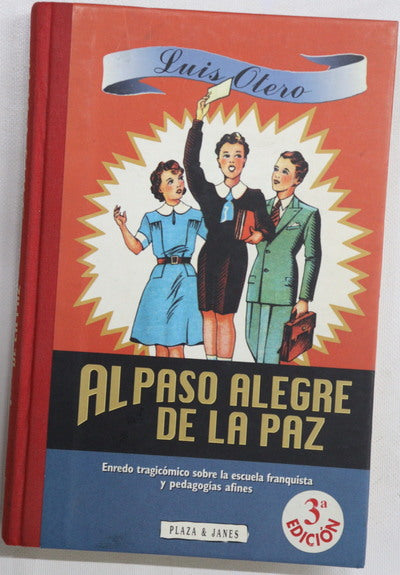 Luis Otero
AL PASO ALEGRE
DE LA PAZ
Enredo tragicómico sobre la escuela franquista
y pedagogías afines
3ª
EDICIÓN
PLAZA & JANES